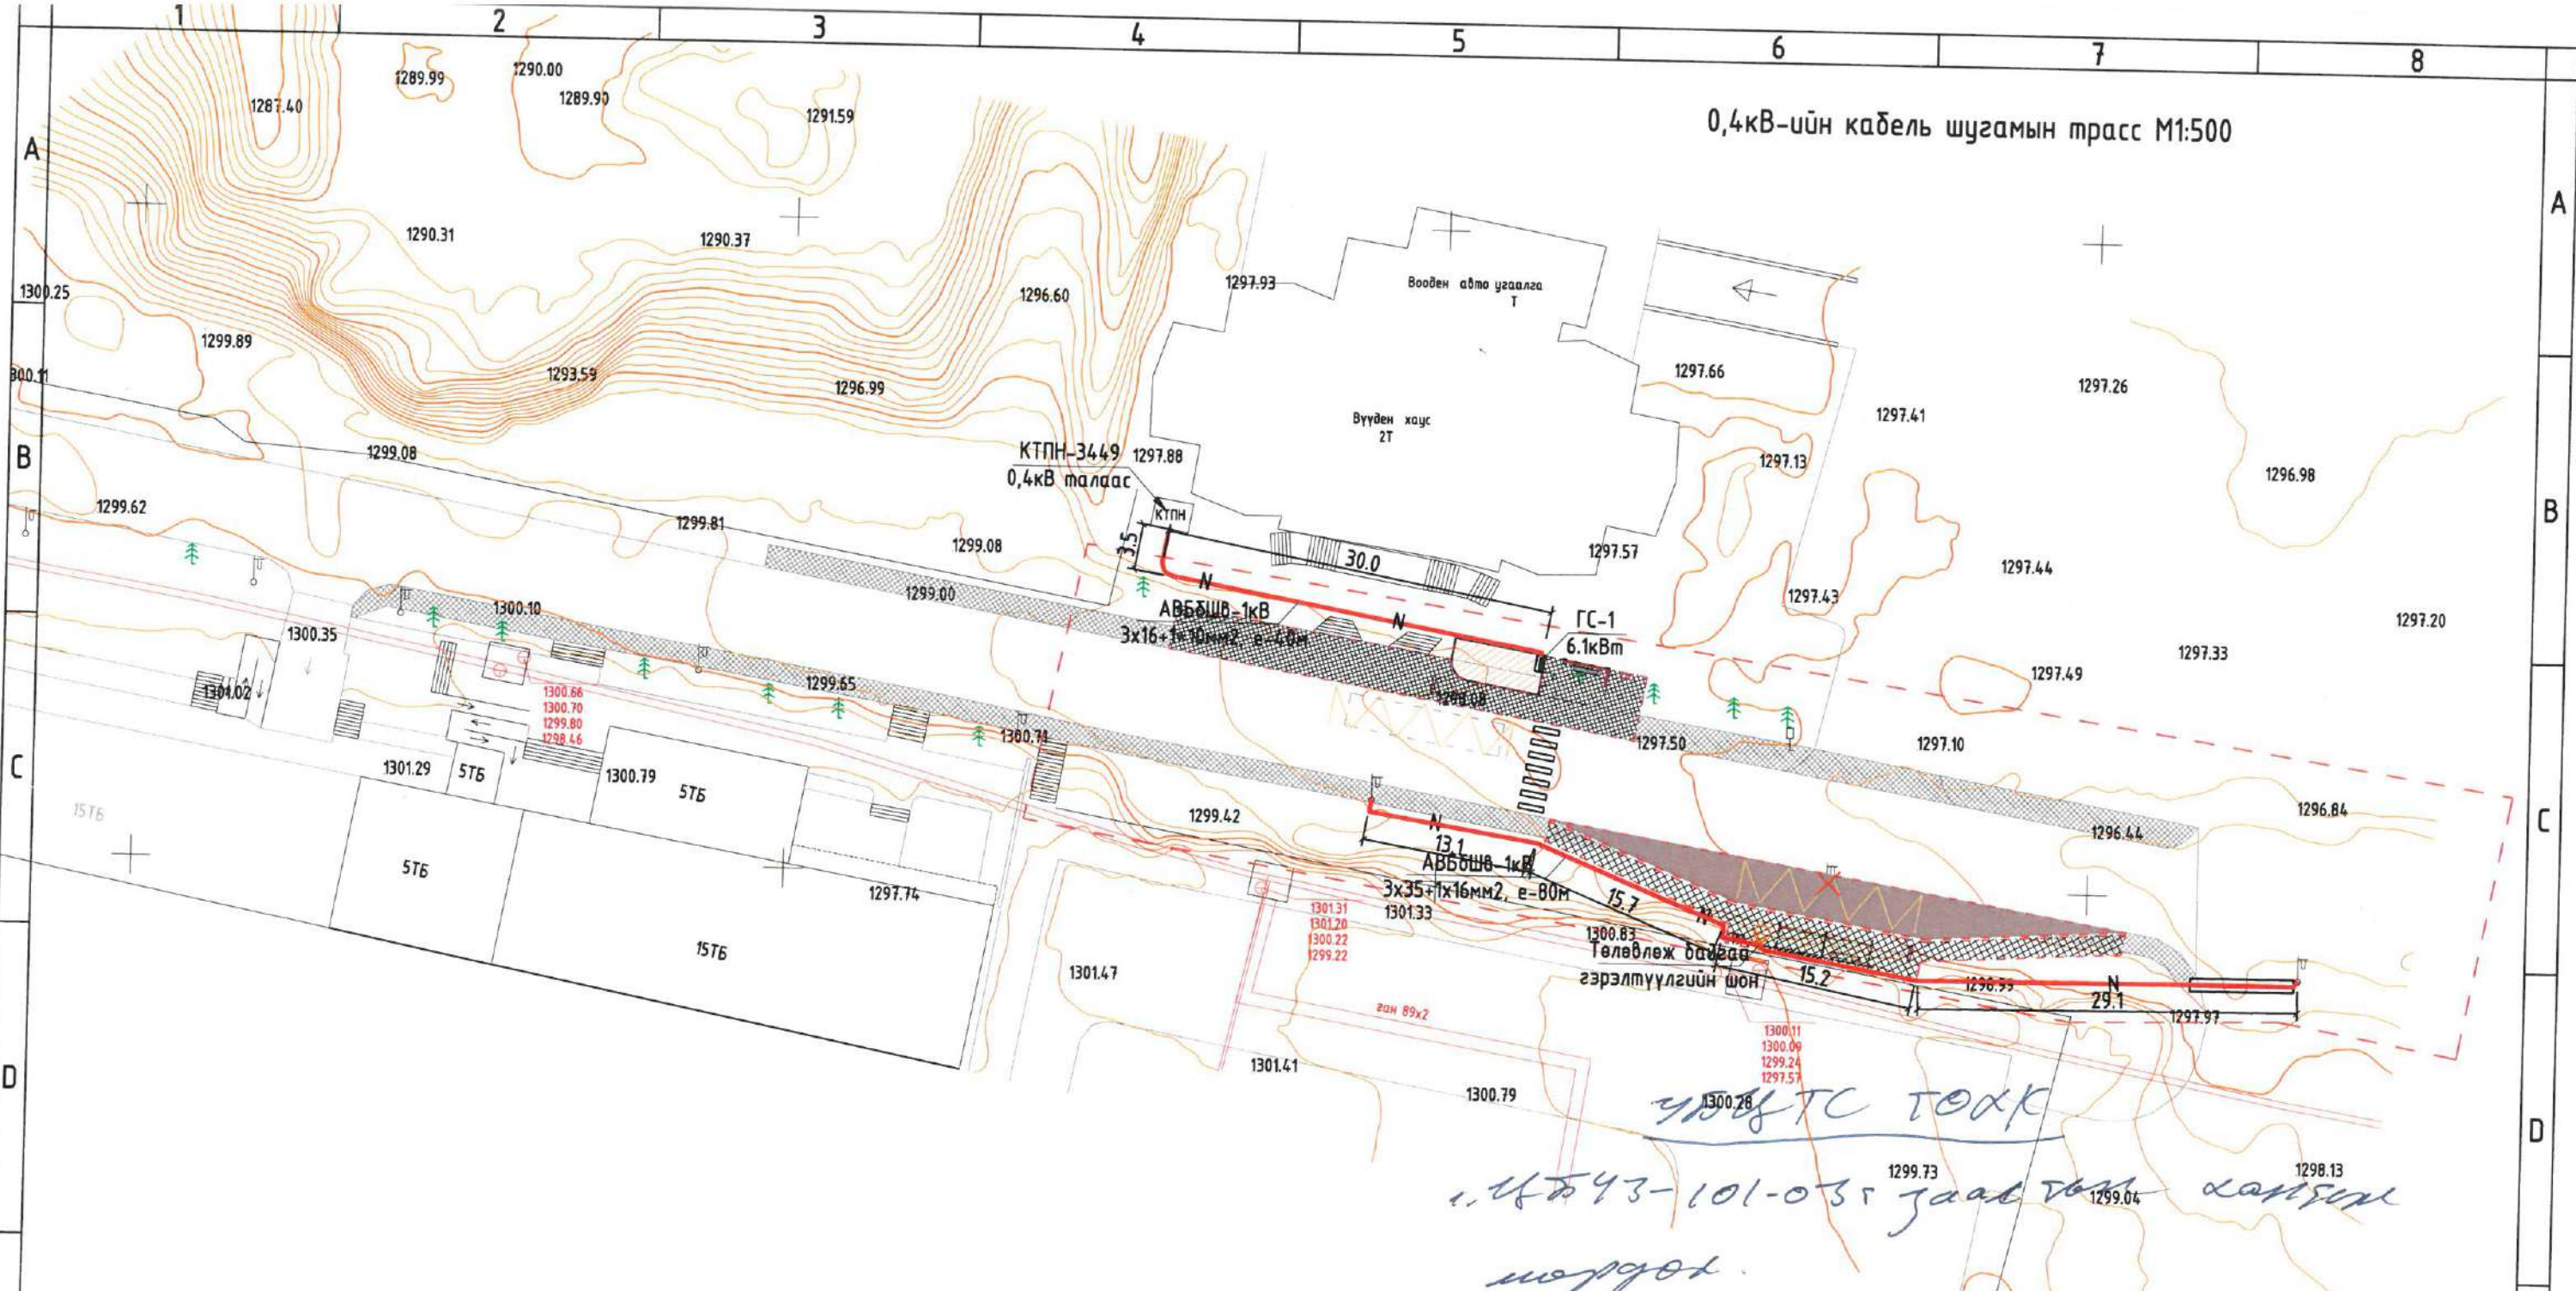 1 2 3 4 5 6 7 8
0,4кВ-ийн кабель шугамын трасс М1:500
A
A
B
B
C
C
D
D
1287.40
1289.99
1290.00
1289.90
1291.59
1290.31
1290.37
1300.25
1299.89
1293.59
1296.99
1296.60
1297.93
Вооден авто угаалга
Т
Вууден хаус
2Т
1297.66
1297.41
1297.26
1297.13
1296.98
1299.08
1299.62
1299.81
1299.08
КТПН-3449
0,4кВ талаас
1297.88
КТПН
3.5
30.0
1297.57
1297.44
1297.43
1297.20
1297.33
1297.49
1299.00
N
N
АВБбШв-1кВ
3х16+1×10мм2, е-40м
ГС-1
6.1кВт
1300.10
1300.35
1301.02
1299.65
1300.71
1300.66
1300.70
1299.80
1298.46
1301.29
5ТБ
1300.79
5ТБ
15ТБ
5ТБ
15ТБ
1297.74
1297.50
1297.10
1296.84
1296.44
1299.42
N
13.1
АВБбШв-1кВ
3х35+1х16мм2, е-80м
15.7
N
1301.33
1301.31
1301.20
1300.22
1299.22
1300.83
Төлөвлөж байгаа
гэрэлтүүлгийн шон
15.2
N
29.1
1297.97
1301.47
ган 89х2
1301.41
1300.79
1300.11
1300.09
1299.24
1297.57
1300.28
1299.73
1299.04
1298.13